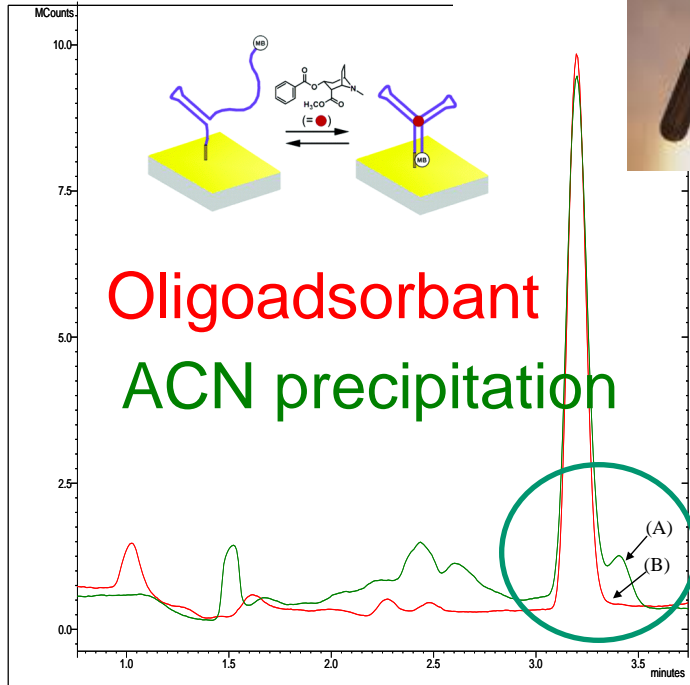 MCounts
10.0
7.5
5.0
2.5
0.0
MB
O
O
N
H₃CO
O
(= )
MB
Oligoadsorbant
ACN precipitation
(A)
(B)
1.0 1.5 2.0 2.5 3.0 3.5
minutes